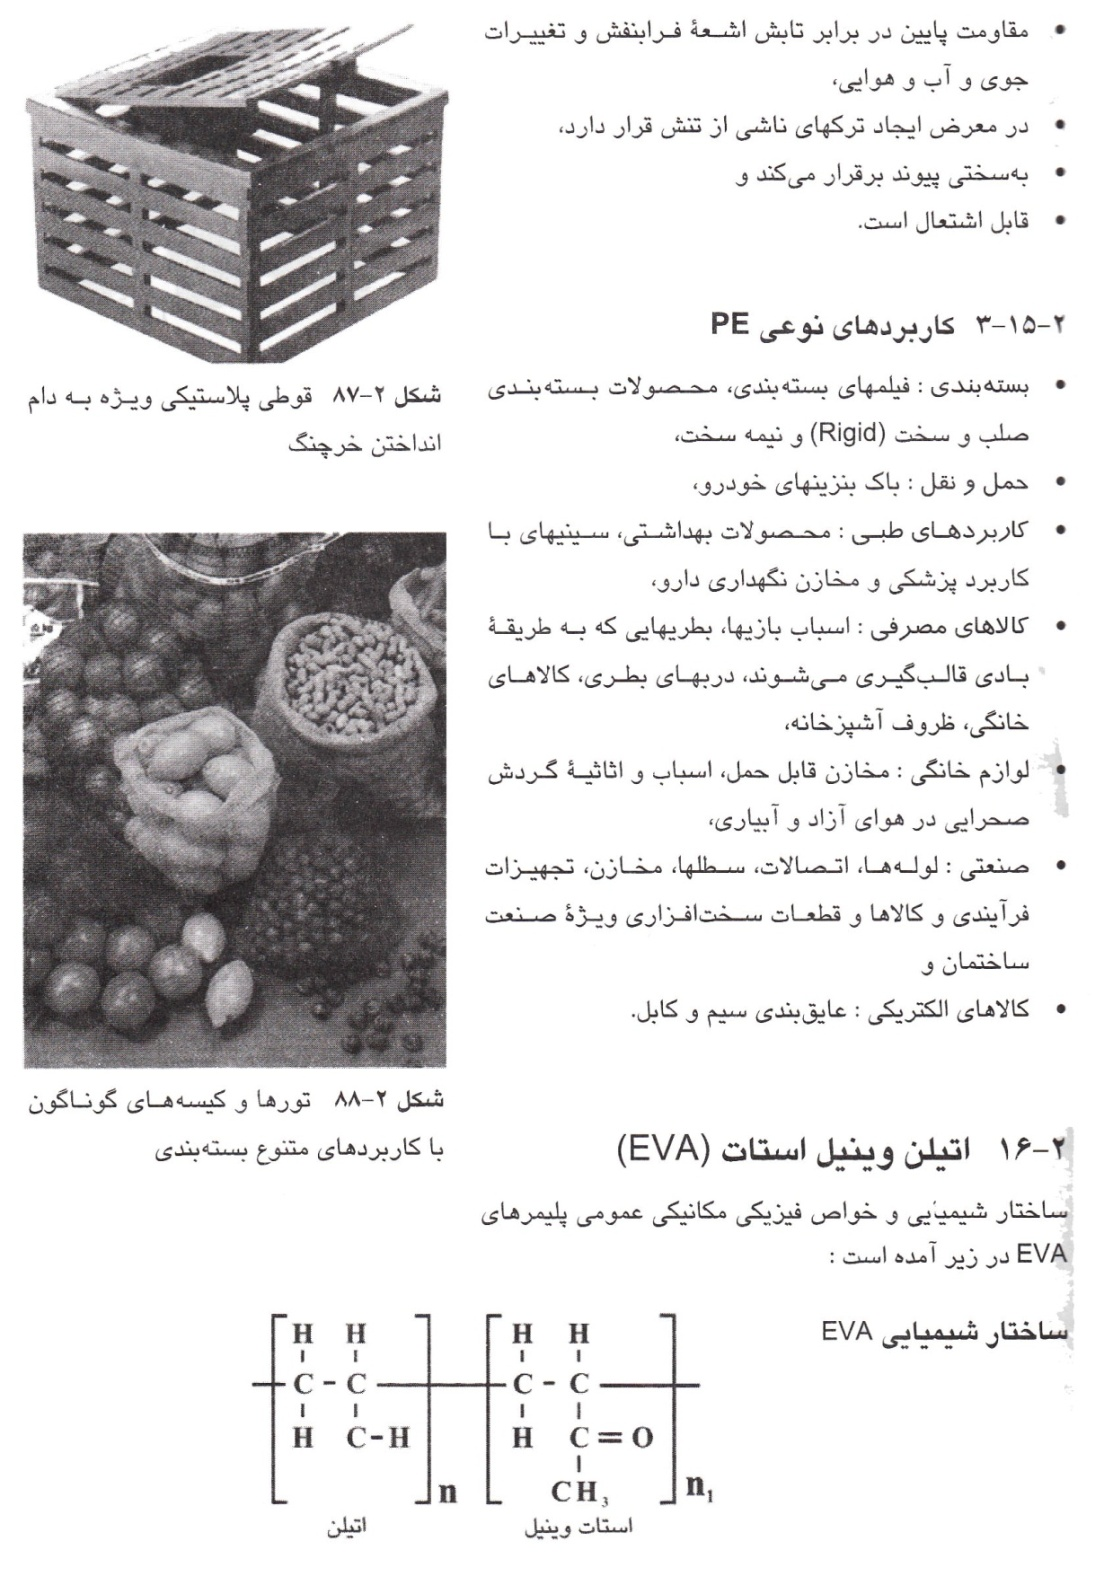 • مقاومت پایین در برابر تابش اشعهٔ فرابنفش و تغییرات
جوی و آب و هوایی،
• در معرض ایجاد ترکهای ناشی از تنش قرار دارد،
• به‌سختی پیوند برقرار می‌کند و
• قابل اشتعال است.
۲-۱۵-۳ کاربردهای نوعی PE
• بسته‌بندی : فیلمهای بسته‌بندی، محصولات بسته‌بندی
صلب و سخت (Rigid) و نیمه سخت،
• حمل و نقل : باک بنزینهای خودرو،
• کاربردهای طبی : محصولات بهداشتی، سینیهای با
کاربرد پزشکی و مخازن نگهداری دارو،
• کالاهای مصرفی : اسباب بازیها، بطریهایی که به طریقهٔ
بادی قالب‌گیری می‌شوند، دربهای بطری، کالاهای
خانگی، ظروف آشپزخانه،
• لوازم خانگی : مخازن قابل حمل، اسباب و اثاثیهٔ گردش
صحرایی در هوای آزاد و آبیاری،
• صنعتی : لوله‌ها، اتصالات، سطلها، مخازن، تجهیزات
فرآیندی و کالاها و قطعات سخت‌افزاری ویژهٔ صنعت
ساختمان و
• کالاهای الکتریکی : عایق‌بندی سیم و کابل.
۲-۱۶ اتیلن وینیل استات (EVA)
ساختار شیمیایی و خواص فیزیکی مکانیکی عمومی پلیمرهای
EVA در زیر آمده است :
ساختار شیمیایی EVA
شکل ۲-۸۷ قوطی پلاستیکی ویژه به دام
انداختن خرچنگ
شکل ۲-۸۸ تورها و کیسه‌های گوناگون
با کاربردهای متنوع بسته‌بندی
H H H H
C - C C - C
H C-H H C=O
n CH₃ n₁
اتیلن استات وینیل